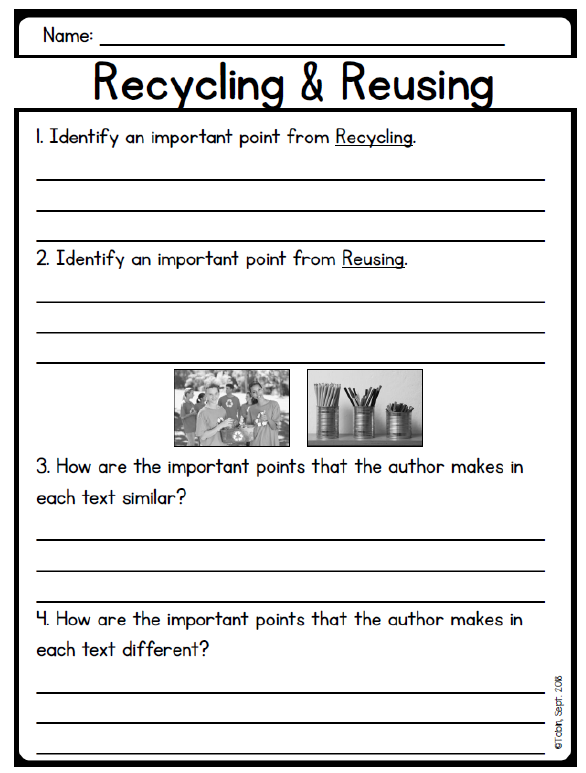 Name:
Recycling & Reusing
1. Identify an important point from Recycling.
2. Identify an important point from Reusing.
3. How are the important points that the author makes in
each text similar?
4. How are the important points that the author makes in
each text different?
©Tobin, Sept. 2018